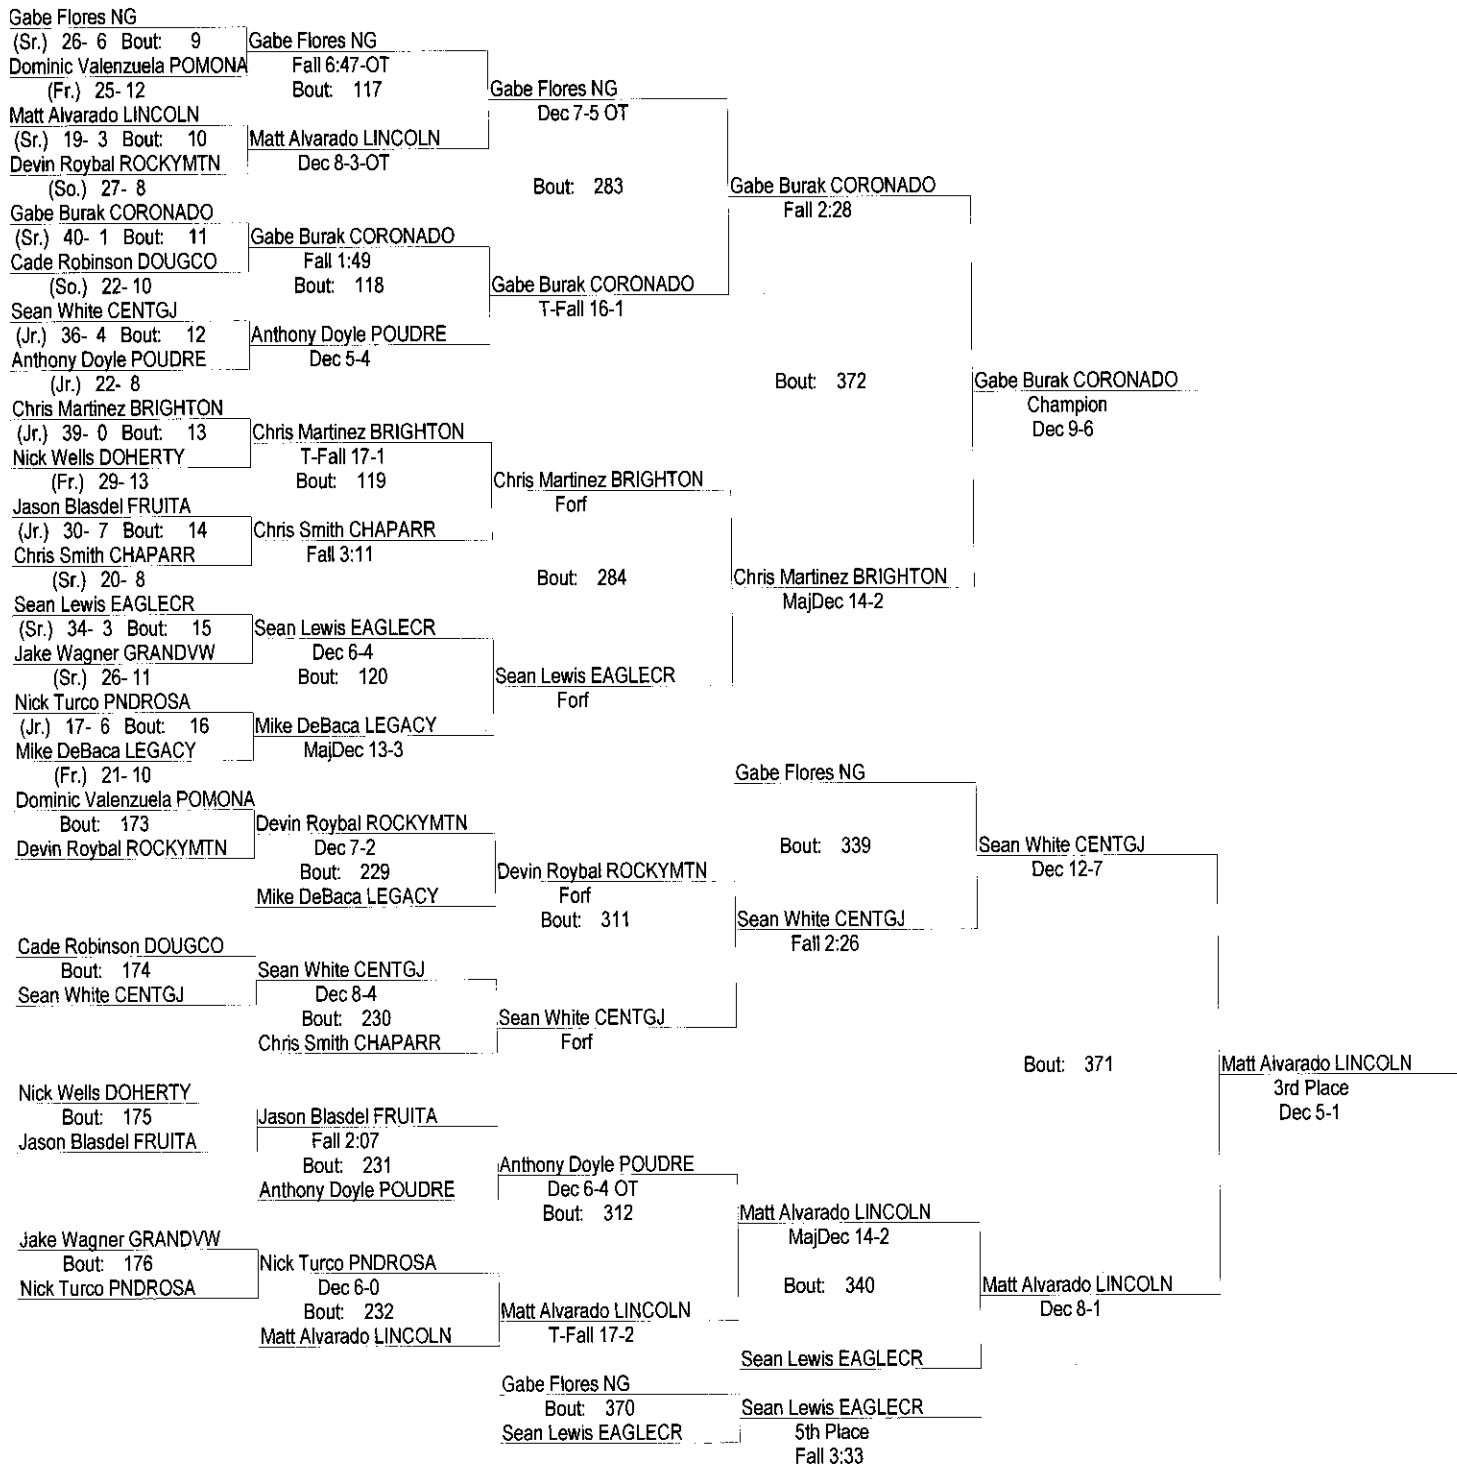 Gabe Flores NG
(Sr.) 26- 6 Bout: 9
Dominic Valenzuela POMONA
(Fr.) 25- 12
Matt Alvarado LINCOLN
(Sr.) 19- 3 Bout: 10
Devin Roybal ROCKYMTN
(So.) 27- 8
Gabe Burak CORONADO
(Sr.) 40- 1 Bout: 11
Cade Robinson DOUGCO
(So.) 22- 10
Sean White CENTGJ
(Jr.) 36- 4 Bout: 12
Anthony Doyle POUDRE
(Jr.) 22- 8
Chris Martinez BRIGHTON
(Jr.) 39- 0 Bout: 13
Nick Wells DOHERTY
(Fr.) 29- 13
Jason Blasdel FRUITA
(Jr.) 30- 7 Bout: 14
Chris Smith CHAPARR
(Sr.) 20- 8
Sean Lewis EAGLECR
(Sr.) 34- 3 Bout: 15
Jake Wagner GRANDVW
(Sr.) 26- 11
Nick Turco PNDROSA
(Jr.) 17- 6 Bout: 16
Mike DeBaca LEGACY
(Fr.) 21- 10
Gabe Flores NG
Fall 6:47-OT
Bout: 117
Matt Alvarado LINCOLN
Dec 8-3-OT
Gabe Burak CORONADO
Fall 1:49
Bout: 118
Anthony Doyle POUDRE
Dec 5-4
Chris Martinez BRIGHTON
T-Fall 17-1
Bout: 119
Chris Smith CHAPARR
Fall 3:11
Sean Lewis EAGLECR
Dec 6-4
Bout: 120
Mike DeBaca LEGACY
MajDec 13-3
Gabe Flores NG
Dec 7-5 OT
Bout: 283
Gabe Burak CORONADO
T-Fall 16-1
Chris Martinez BRIGHTON
Forf
Bout: 284
Sean Lewis EAGLECR
Forf
Gabe Burak CORONADO
Fall 2:28
Bout: 372
Chris Martinez BRIGHTON
MajDec 14-2
Gabe Burak CORONADO
Champion
Dec 9-6
Dominic Valenzuela POMONA
Bout: 173
Devin Roybal ROCKYMTN
Cade Robinson DOUGCO
Bout: 174
Sean White CENTGJ
Nick Wells DOHERTY
Bout: 175
Jason Blasdel FRUITA
Jake Wagner GRANDVW
Bout: 176
Nick Turco PNDROSA
Devin Roybal ROCKYMTN
Dec 7-2
Bout: 229
Mike DeBaca LEGACY
Sean White CENTGJ
Dec 8-4
Bout: 230
Chris Smith CHAPARR
Jason Blasdel FRUITA
Fall 2:07
Bout: 231
Anthony Doyle POUDRE
Nick Turco PNDROSA
Dec 6-0
Bout: 232
Matt Alvarado LINCOLN
Devin Roybal ROCKYMTN
Forf
Bout: 311
Sean White CENTGJ
Forf
Anthony Doyle POUDRE
Dec 6-4 OT
Bout: 312
Matt Alvarado LINCOLN
T-Fall 17-2
Gabe Flores NG
Bout: 339
Sean White CENTGJ
Fall 2:26
Matt Alvarado LINCOLN
MajDec 14-2
Bout: 340
Sean Lewis EAGLECR
Sean White CENTGJ
Dec 12-7
Bout: 371
Matt Alvarado LINCOLN
Dec 8-1
Matt Alvarado LINCOLN
3rd Place
Dec 5-1
Gabe Flores NG
Bout: 370
Sean Lewis EAGLECR
Sean Lewis EAGLECR
5th Place
Fall 3:33